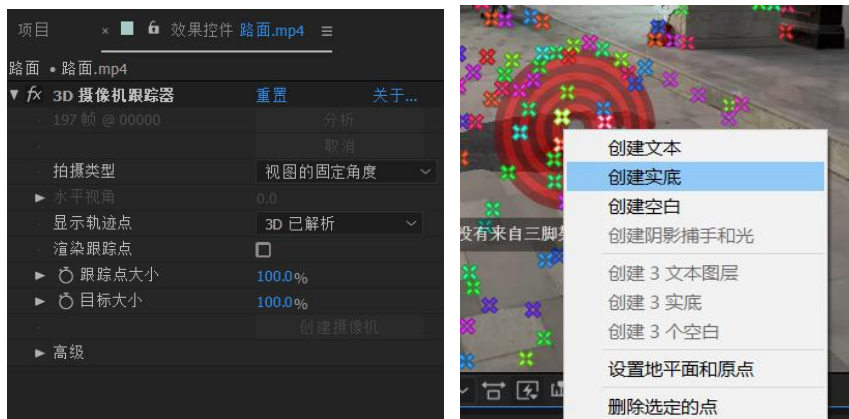 项目 × 效果控件 路面.mp4 ≡
路面 • 路面.mp4
fx 3D 摄像机跟踪器 重置 关于...
197 帧 @ 00000 分析
取消
拍摄类型 视图的固定角度
水平视角 0.0
显示轨迹点 3D 已解析
渲染跟踪点
跟踪点大小 100.0%
目标大小 100.0%
创建摄像机
高级
没有来自三脚
创建文本
创建实底
创建空白
创建阴影捕手和光
创建 3 文本图层
创建 3 实底
创建 3 个空白
设置地平面和原点
删除选定的点